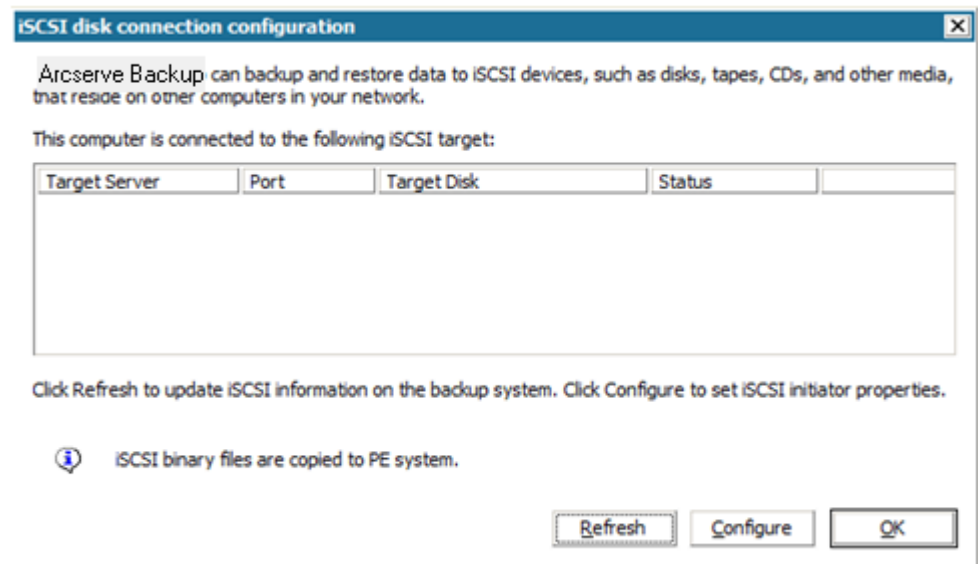 iSCSI disk connection configuration
Arcserve Backup can backup and restore data to iSCSI devices, such as disks, tapes, CDs, and other media,
that reside on other computers in your network.
This computer is connected to the following iSCSI target:
Target Server Port Target Disk Status
Click Refresh to update iSCSI information on the backup system. Click Configure to set iSCSI initiator properties.
iSCSI binary files are copied to PE system.
Refresh Configure OK